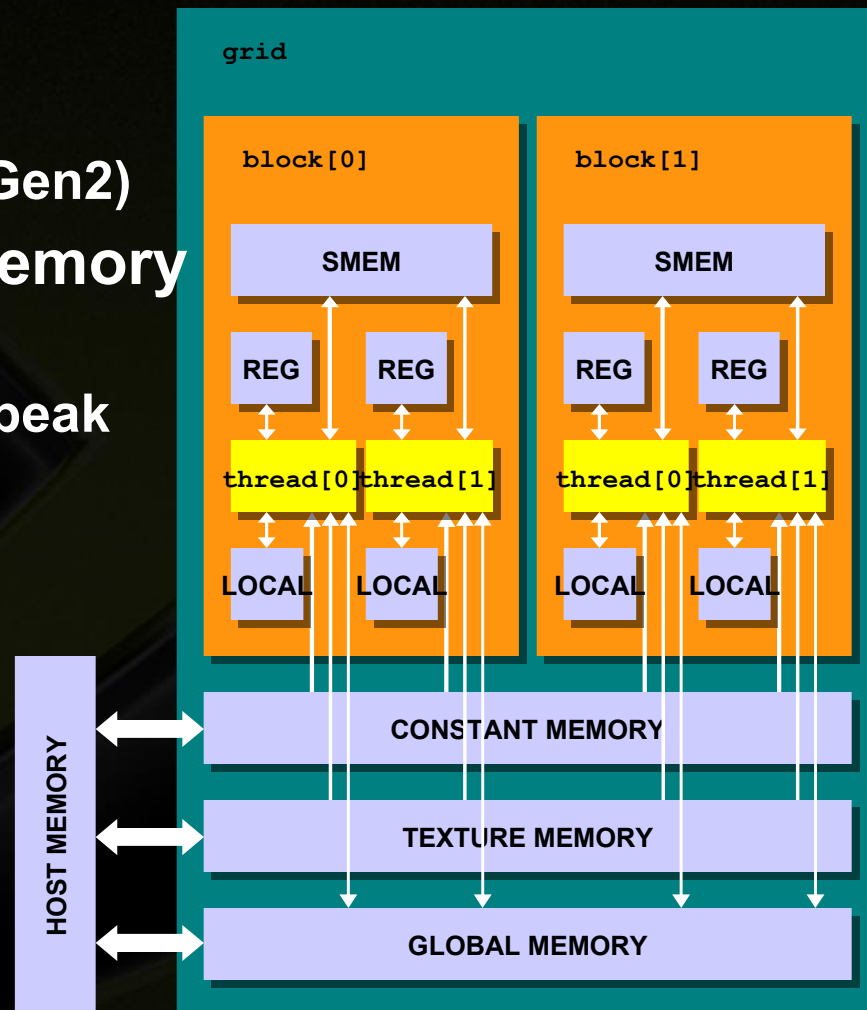 grid
block[0]
block[1]
Gen2)
emory
peak
SMEM
SMEM
REG
REG
REG
REG
thread[0]
thread[1]
thread[0]
thread[1]
LOCAL
LOCAL
LOCAL
LOCAL
HOST MEMORY
CONSTANT MEMORY
TEXTURE MEMORY
GLOBAL MEMORY